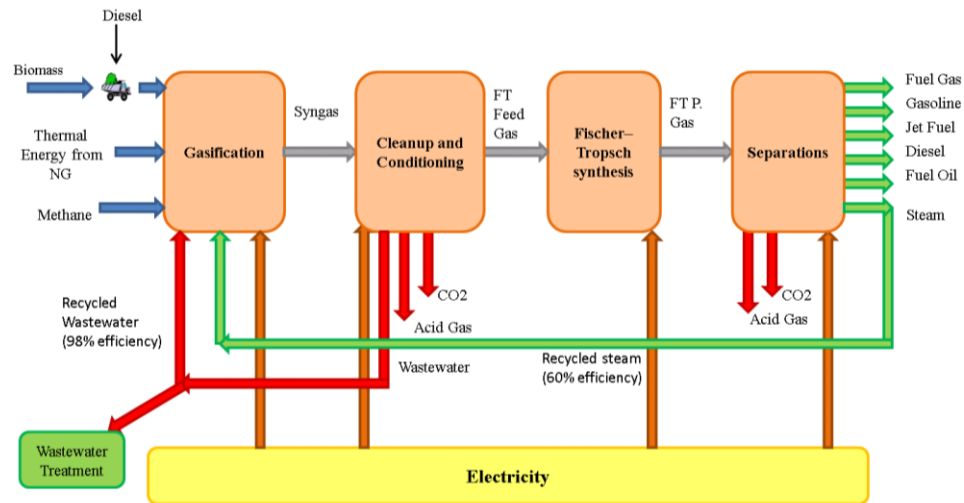 Diesel
Biomass
Thermal
Energy from
NG
Methane
Gasification
Syngas
Cleanup and
Conditioning
FT
Feed
Gas
Fischer–
Tropsch
synthesis
FT P.
Gas
Separations
Fuel Gas
Gasoline
Jet Fuel
Diesel
Fuel Oil
Steam
Recycled
Wastewater
(98% efficiency)
CO2
Acid Gas
Wastewater
CO2
Acid Gas
Recycled steam
(60% efficiency)
Wastewater
Treatment
Electricity